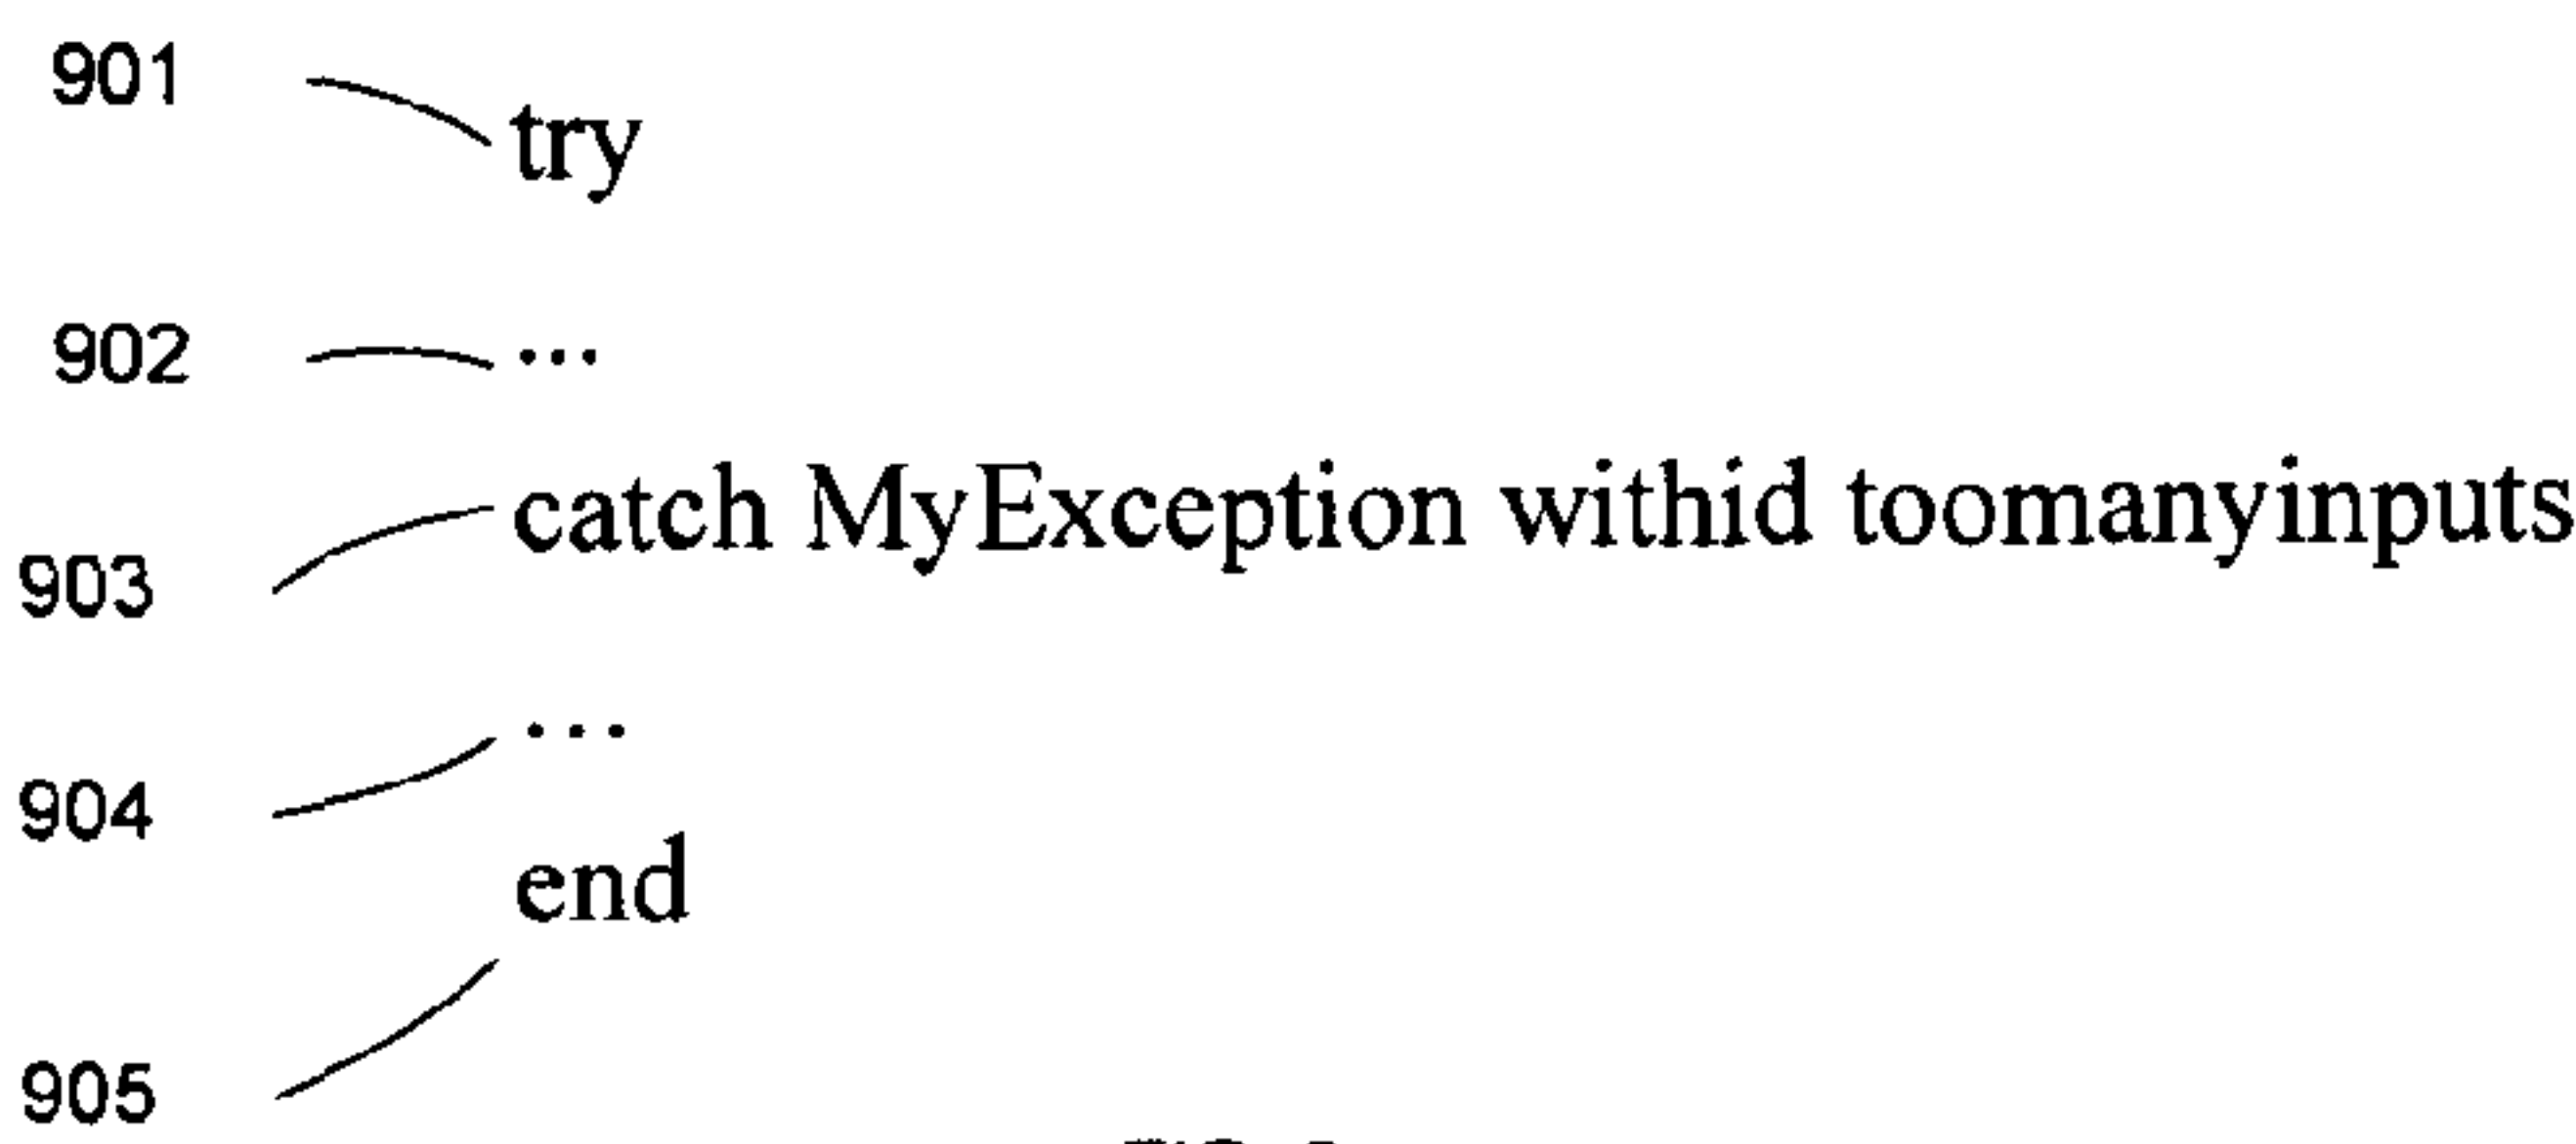 901 try
902 ...
903 catch MyException withid toomanyinputs
904 ...
end
905